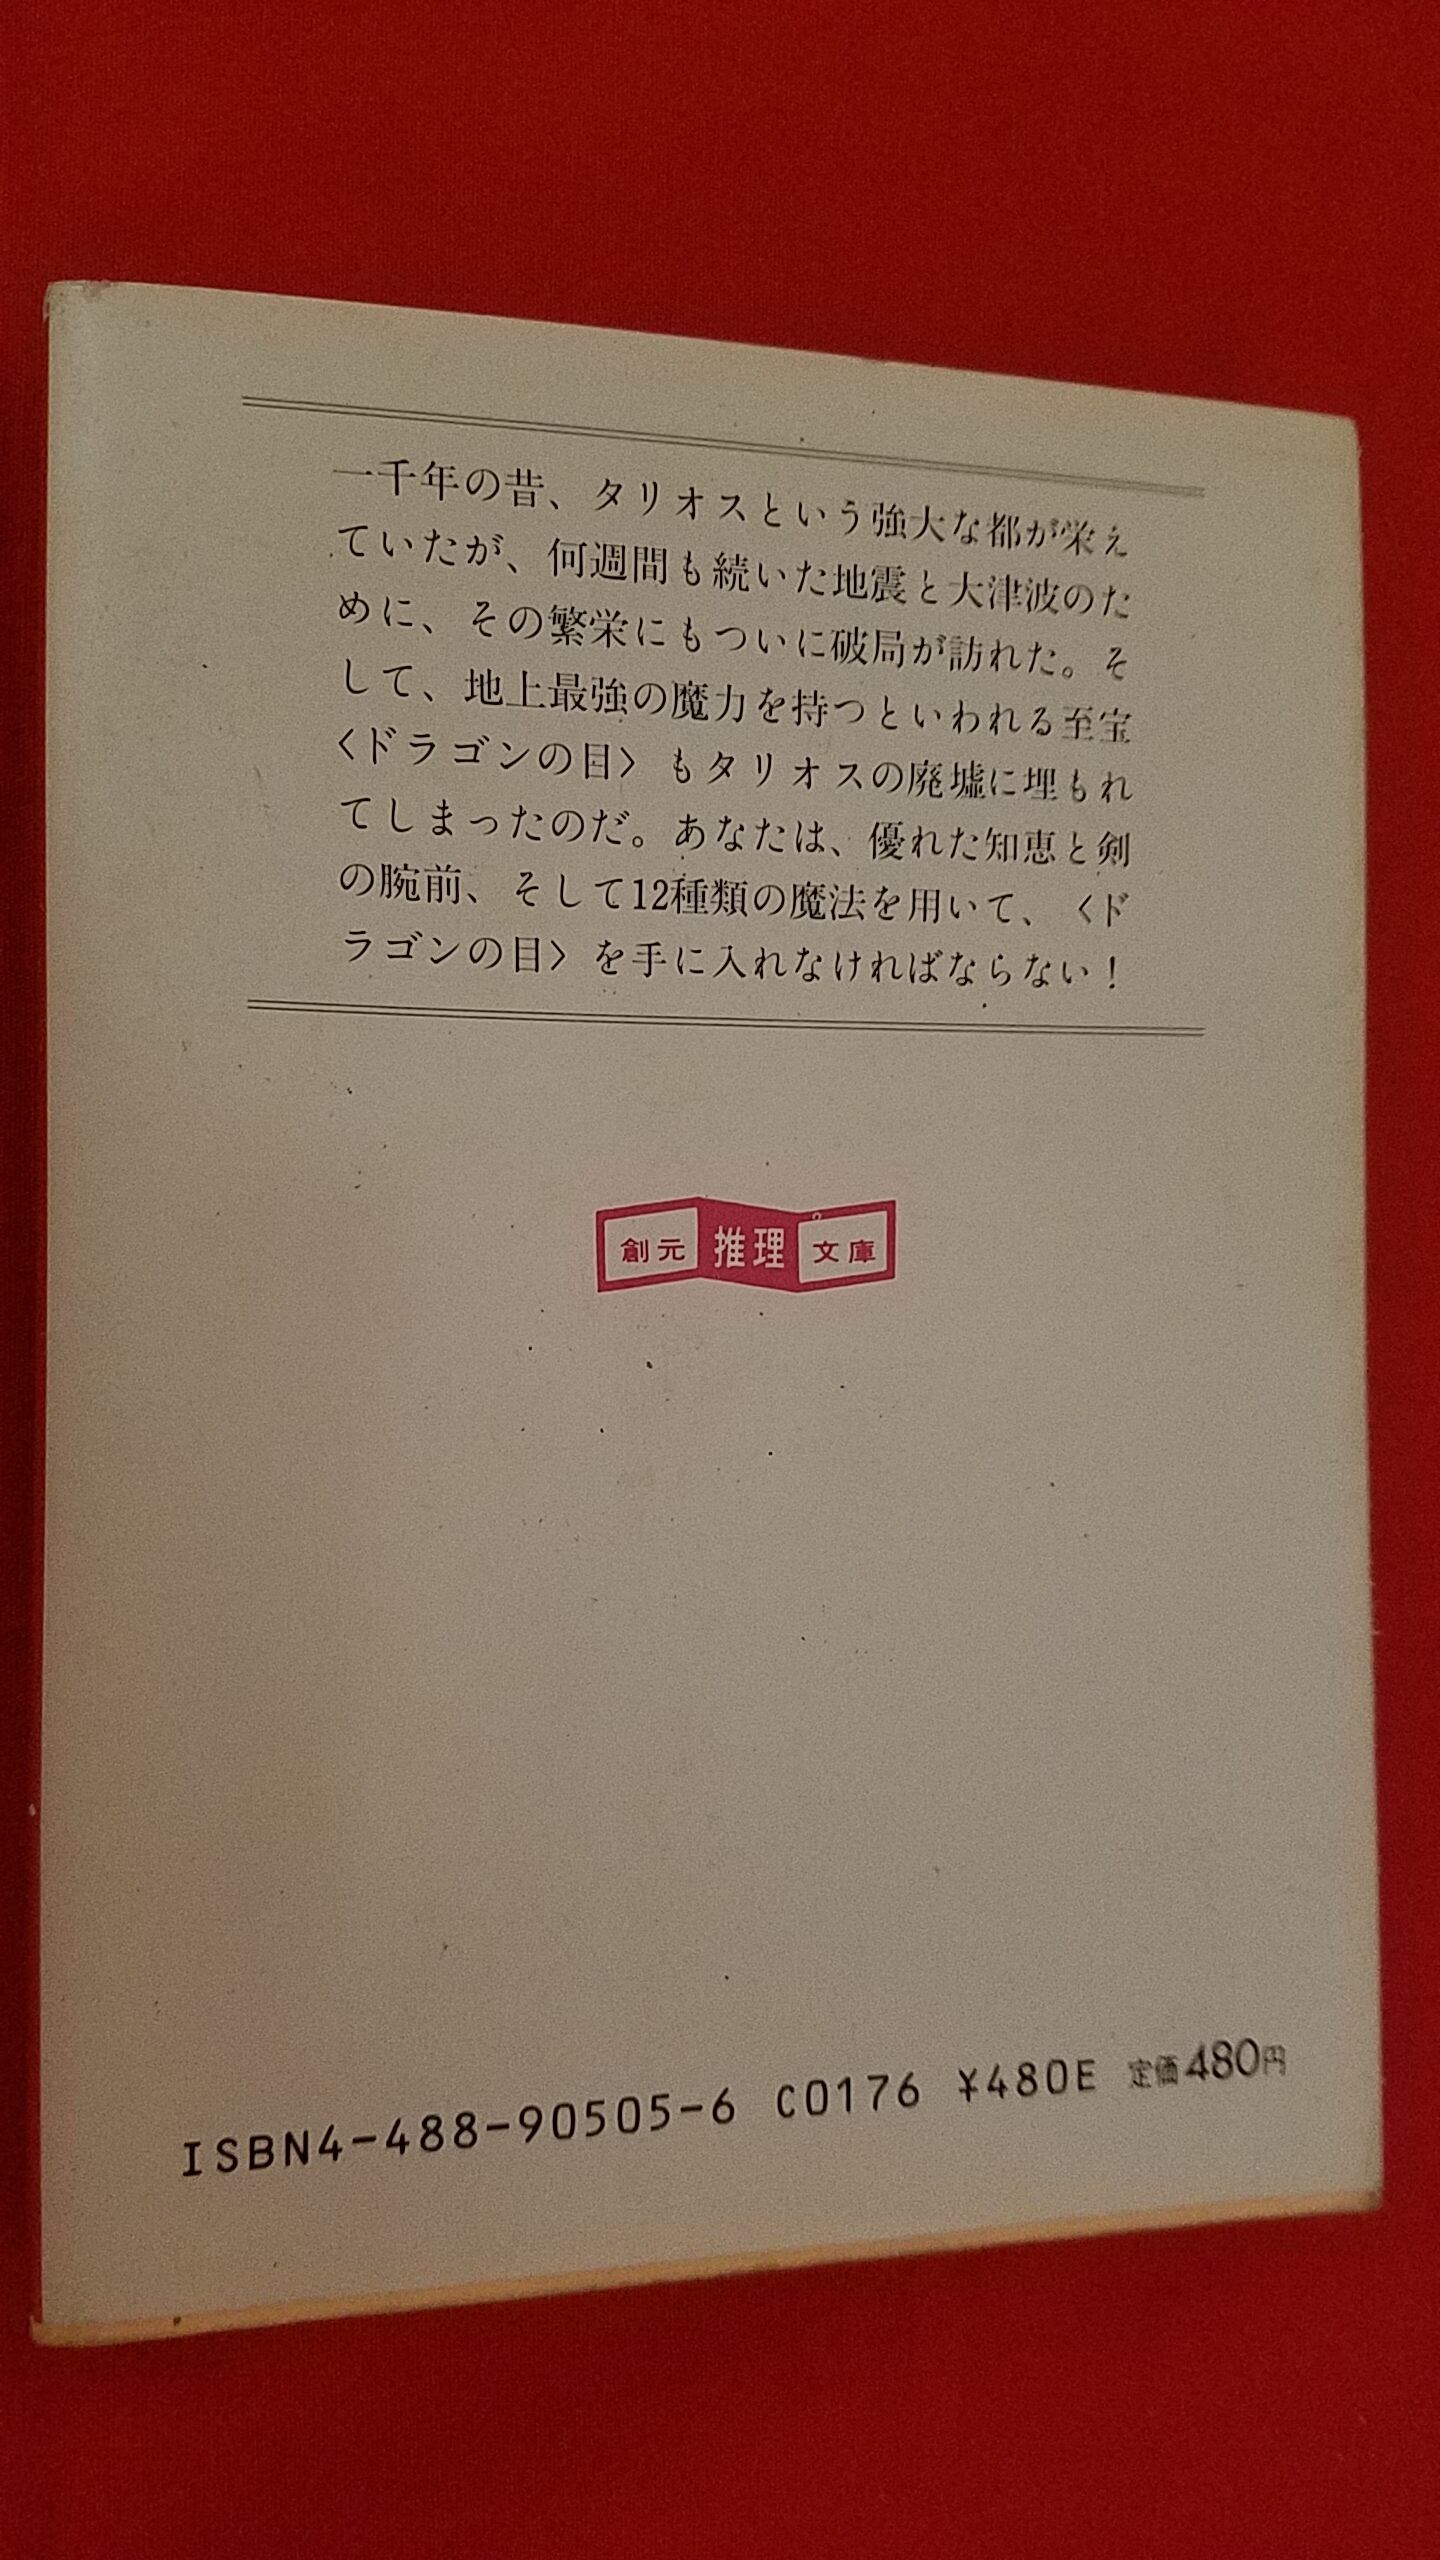 一千年の昔、タリオスという強大な都が栄え
ていたが、何週間も続いた地震と大津波のた
めに、その繁栄にもついに破局が訪れた。そ
して、地上最強の魔力を持つといわれる至宝
〈ドラゴンの目〉もタリオスの廃墟に埋もれ
てしまったのだ。あなたは、優れた知恵と剣
の腕前、そして12種類の魔法を用いて、〈ド
ラゴンの目〉を手に入れなければならない！
創元推理文庫
ISBN4-488-90505-6 C0176 ¥480E 定価480円